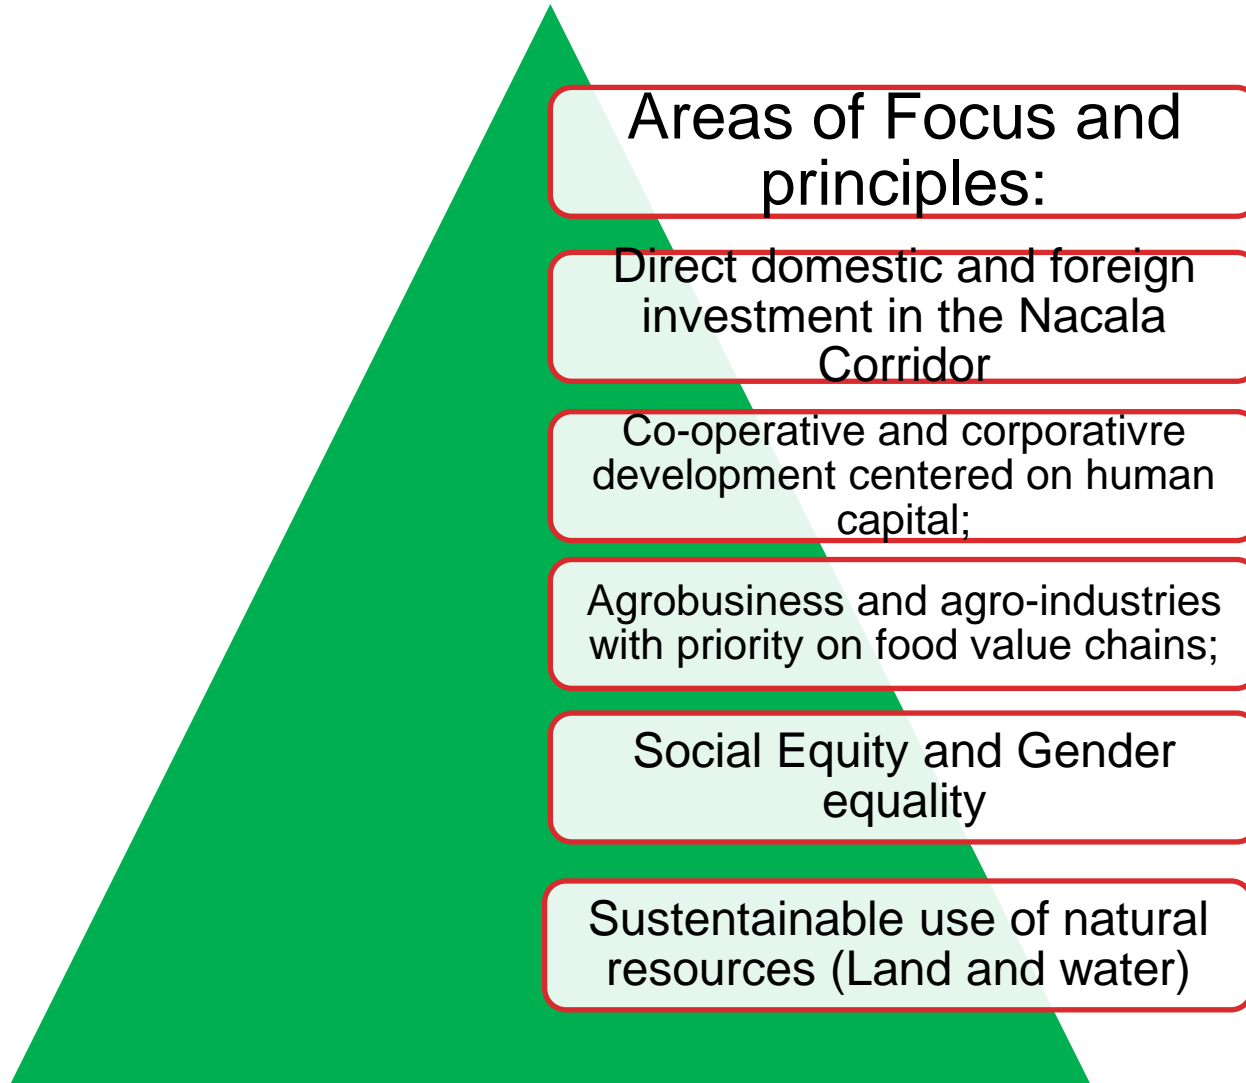 Areas of Focus and
principles:
Direct domestic and foreign
investment in the Nacala
Corridor
Co-operative and corporativre
development centered on human
capital;
Agrobusiness and agro-industries
with priority on food value chains;
Social Equity and Gender
equality
Sustentainable use of natural
resources (Land and water)